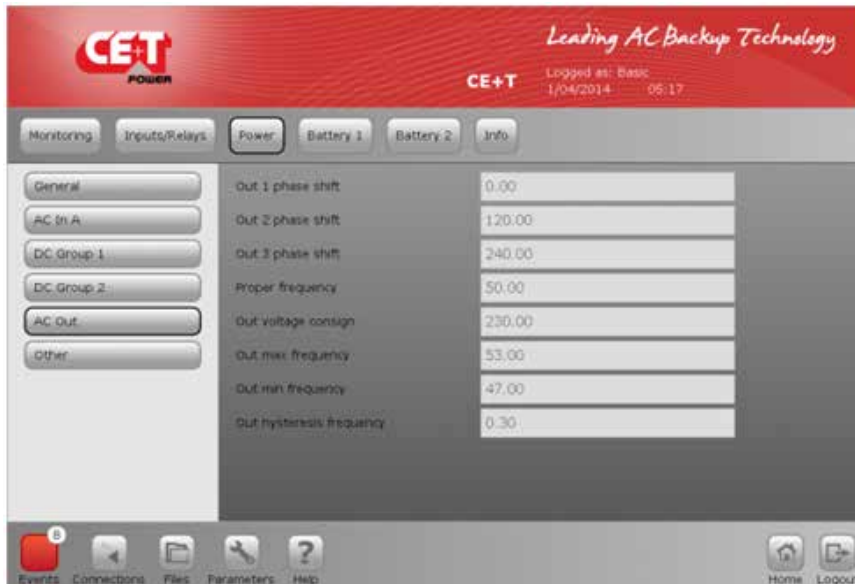 CE+T
POWER
Leading AC Backup Technology
CE+T
Logged as: Basic
1/04/2014 05:17
Monitoring Inputs/Relays Power Battery 1 Battery 2 Info
General
AC In A
DC Group 1
DC Group 2
AC Out
Other
Out 1 phase shift 0.00
Out 2 phase shift 120.00
Out 3 phase shift 240.00
Proper frequency 50.00
Out voltage consign 230.00
Out max frequency 53.00
Out min frequency 47.00
Out hysteresis frequency 0.30
8
Events Connections Files Parameters Help Home Logout